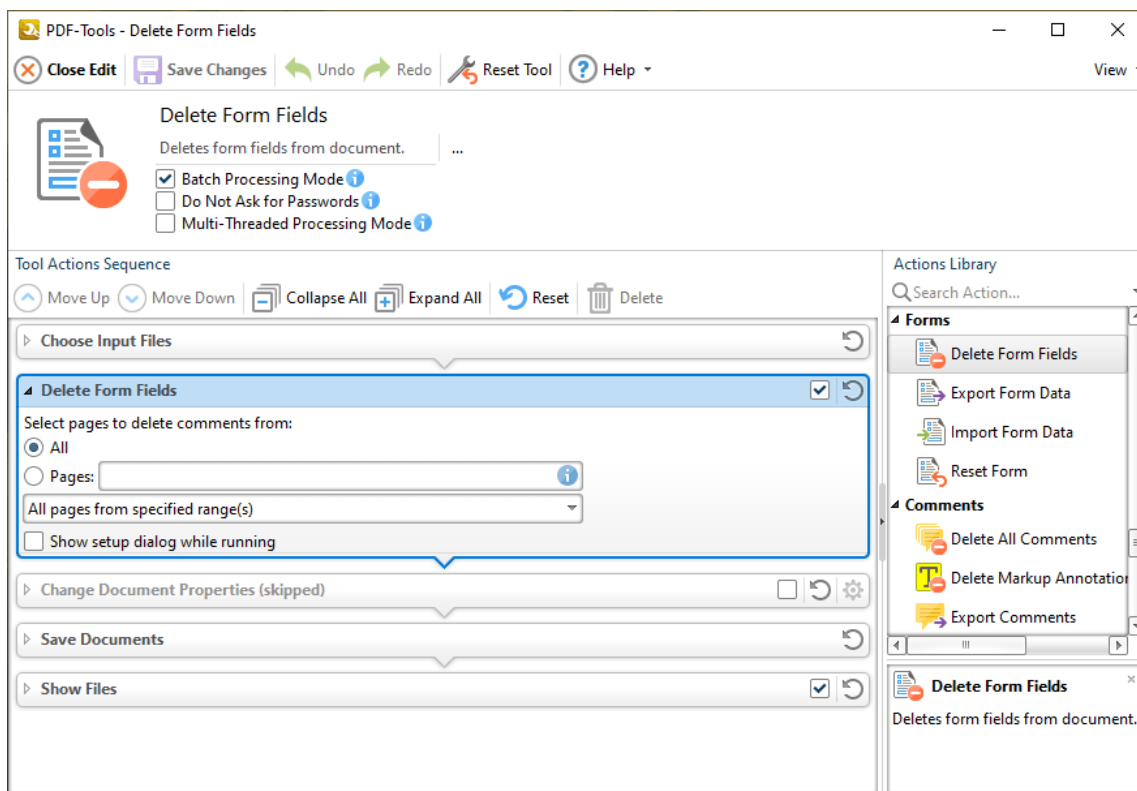 PDF-Tools - Delete Form Fields
Close Edit Save Changes Undo Redo Reset Tool Help View
Delete Form Fields
Deletes form fields from document. ...
Batch Processing Mode
Do Not Ask for Passwords
Multi-Threaded Processing Mode
Tool Actions Sequence
Move Up Move Down Collapse All Expand All Reset Delete
Choose Input Files
Delete Form Fields
Select pages to delete comments from:
All
Pages:
All pages from specified range(s)
Show setup dialog while running
Change Document Properties (skipped)
Save Documents
Show Files
Actions Library
Search Action...
Forms
Delete Form Fields
Export Form Data
Import Form Data
Reset Form
Comments
Delete All Comments
Delete Markup Annotation
Export Comments
Delete Form Fields
Deletes form fields from document.